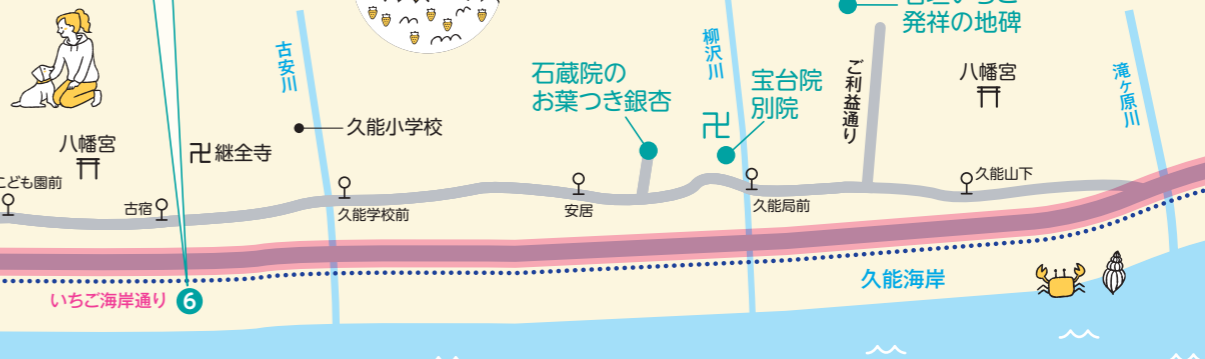 発祥の地碑
古安川
柳沢川
滝ヶ原川
石蔵院の
お葉つき銀杏
宝台院
別院
ご利益通り
八幡宮
久能小学校
八幡宮
卍 継全寺
卍
こども園前
古宿
久能学校前
安居
久能局前
久能山下
いちご海岸通り 6
久能海岸